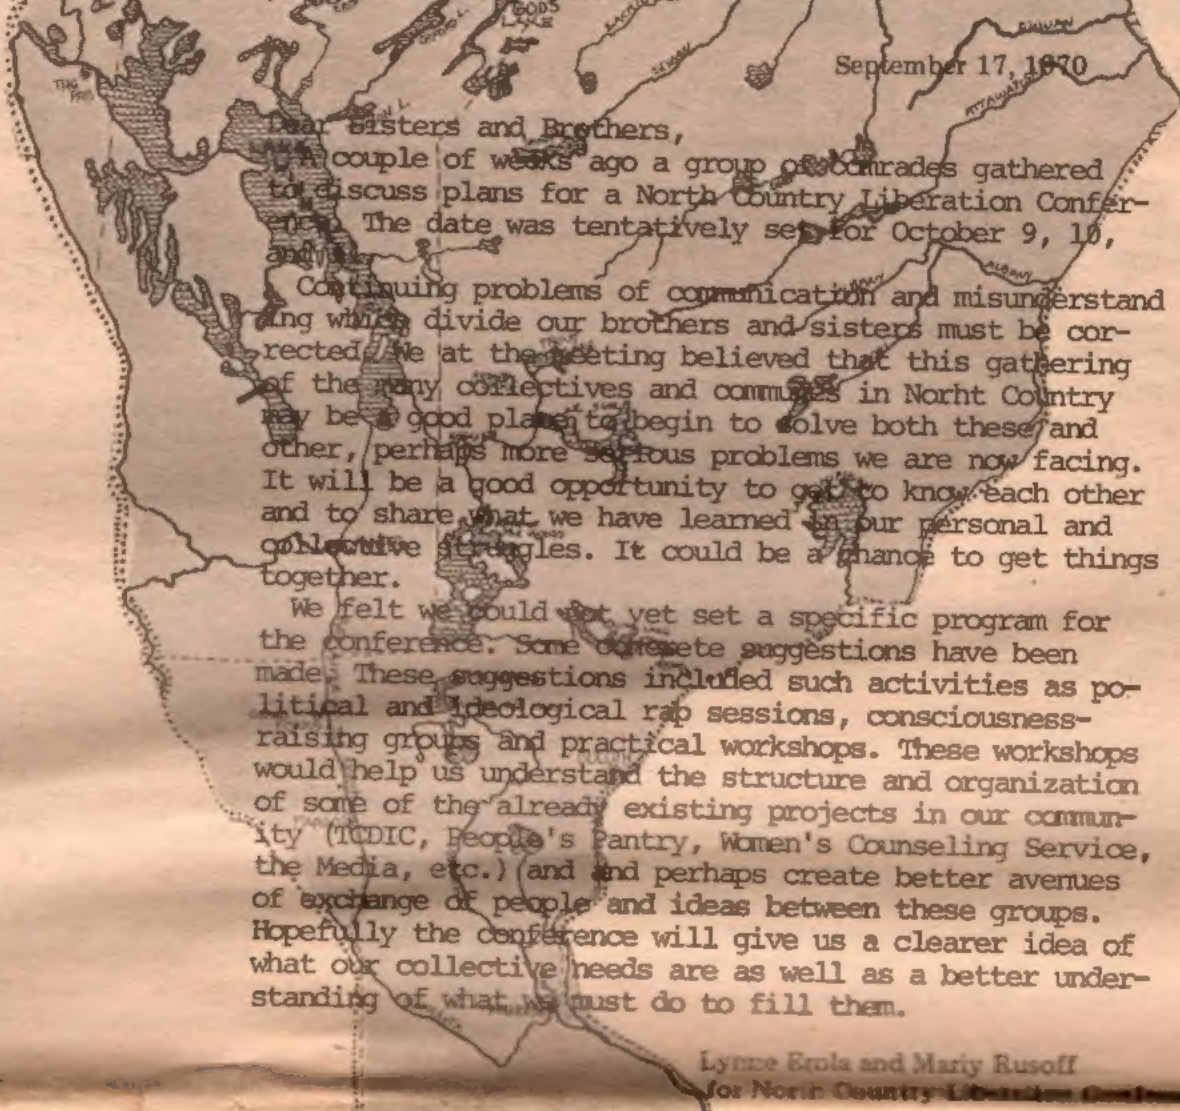 GODS
LAKE
September 17, 1970
Dear Sisters and Brothers,
A couple of weeks ago a group of comrades gathered
to discuss plans for a North Country Liberation Confer-
ence. The date was tentatively set for October 9, 10,
and
Continuing problems of communication and misunderstand
ing which divide our brothers and sisters must be cor-
rected. We at the meeting believed that this gathering
of the many collectives and communes in Norht Country
may be a good place to begin to solve both these and
other, perhaps more serious problems we are now facing.
It will be a good opportunity to get to know each other
and to share what we have learned in our personal and
collective struggles. It could be a chance to get things
together.
We felt we could not yet set a specific program for
the conference. Some concrete suggestions have been
made. These suggestions included such activities as po-
litical and ideological rap sessions, consciousness-
raising groups and practical workshops. These workshops
would help us understand the structure and organization
of some of the already existing projects in our commun-
ity (TCDIC, People's Pantry, Women's Counseling Service,
the Media, etc.) and and perhaps create better avenues
of exchange of people and ideas between these groups.
Hopefully the conference will give us a clearer idea of
what our collective needs are as well as a better under-
standing of what we must do to fill them.
Lynne and Rusoff
for North Country Liberation
ALBANY